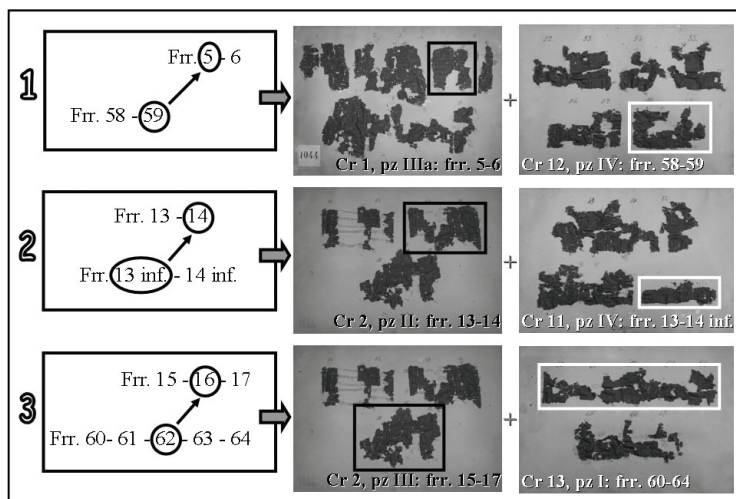 1
Frr. 5 - 6
Frr. 58 - 59
1044
Cr 1, pz IIIa: frr. 5-6
+
Cr 12, pz IV: frr. 58-59
2
Frr. 13 - 14
Frr. 13 inf. - 14 inf.
Cr 2, pz II: frr. 13-14
+
Cr 11, pz IV: frr. 13-14 inf.
3
Frr. 15 - 16 - 17
Frr. 60- 61 - 62 - 63 - 64
Cr 2, pz III: frr. 15-17
+
Cr 13, pz I: frr. 60-64